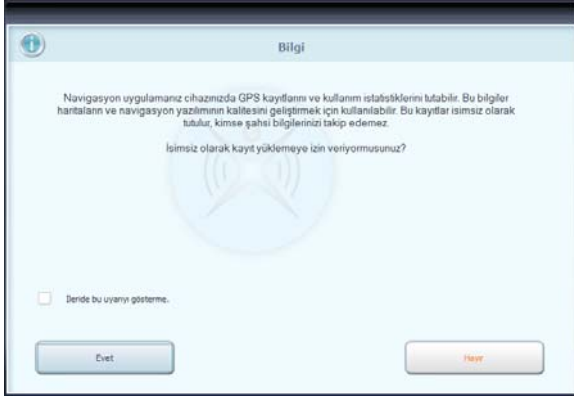 Bilgi
Navigasyon uygulamanız cihazınızda GPS kayıtlarını ve kullanım istatistiklerini tutabilir. Bu bilgiler
haritaların ve navigasyon yazılımının kalitesini geliştirmek için kullanılabilir. Bu kayıtlar isimsiz olarak
tutulur, kimse şahsi bilgilerinizi takip edemez.
İsimsiz olarak kayıt yüklemeye izin veriyormusunuz?
İleride bu uyarıyı gösterme.
Evet
Hayır